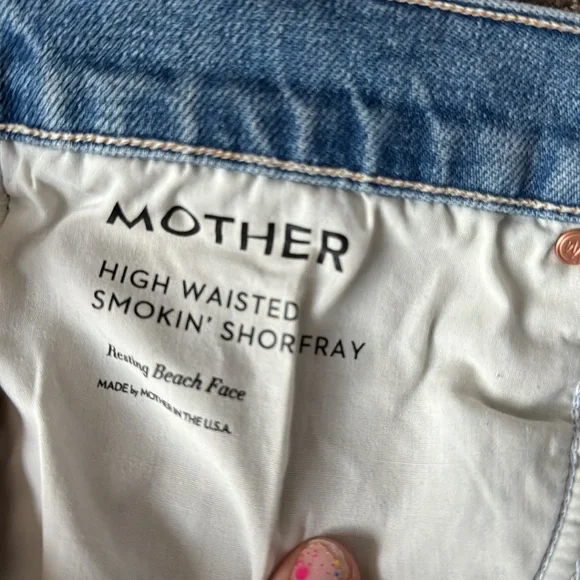 MOTHER
HIGH WAISTED
SMOKIN' SHORFRAY
Resting Beach Face
MADE by MOTHER IN THE U.S.A.